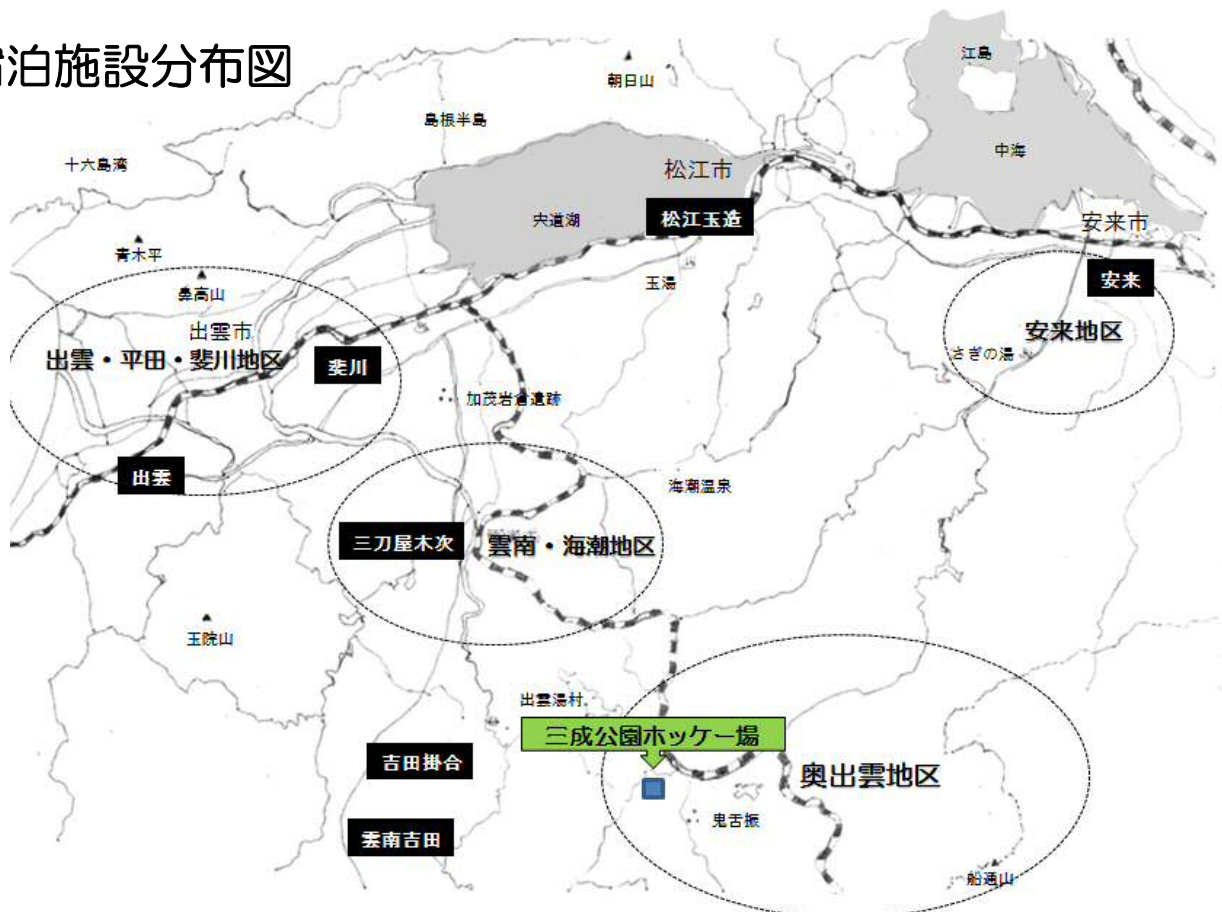 泊施設分布図
江島
朝日山
島根半島
中海
十六島湾
松江市
宍道湖
松江玉造
安来市
青木平
安来
鼻高山
玉湯
出雲市
安来地区
出雲・平田・斐川地区
斐川
さぎの湯
加茂岩倉遺跡
出雲
海潮温泉
三刀屋木次
雲南・海潮地区
玉院山
出雲湯村
三成公園ホッケー場
吉田掛合
奥出雲地区
鬼舌振
雲南吉田
船通山